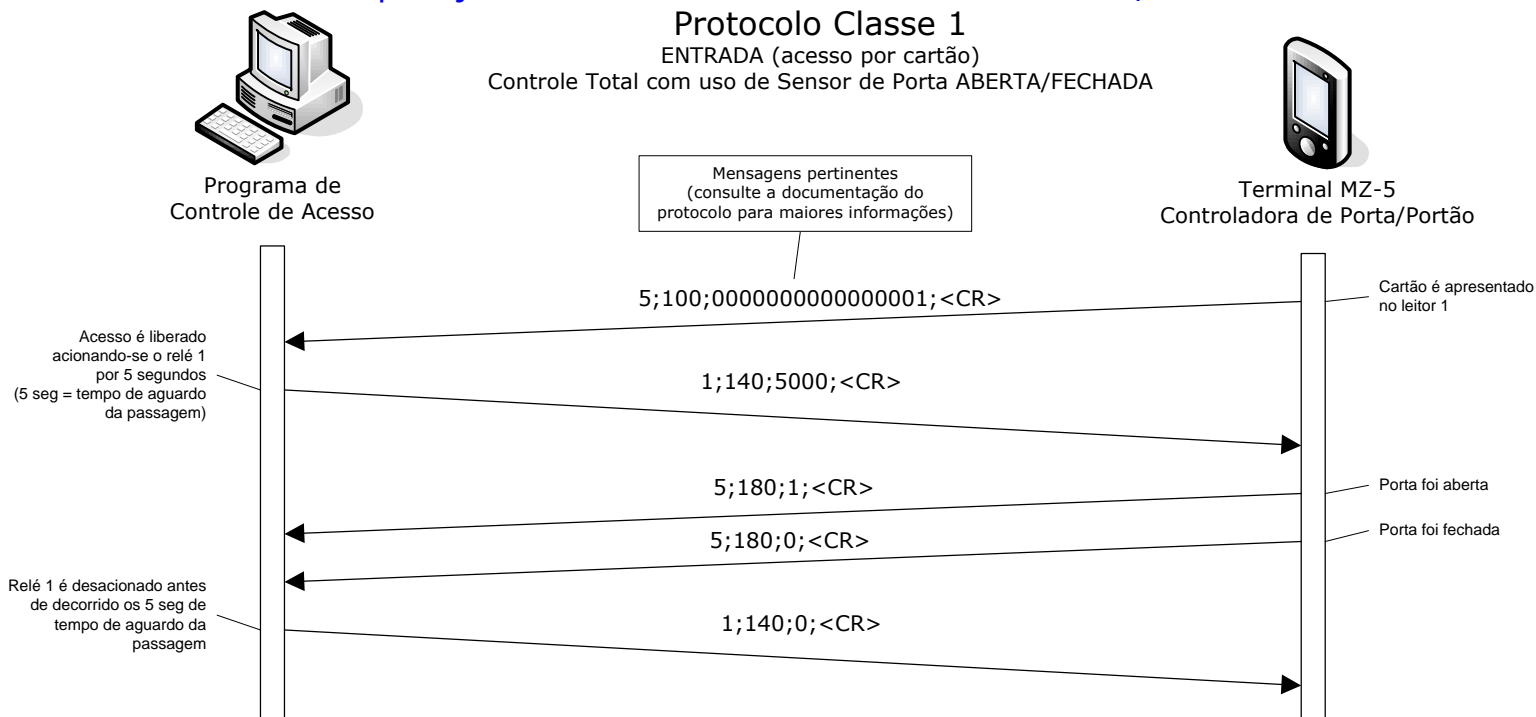 Protocolo Classe 1
ENTRADA (acesso por cartão)
Controle Total com uso de Sensor de Porta ABERTA/FECHADA
Programa de
Controle de Acesso
Mensagens pertinentes
(consulte a documentação do
protocolo para maiores informações)
Terminal MZ-5
Controladora de Porta/Portão
5;100;0000000000000001;<CR>
Cartão é apresentado
no leitor 1
Acesso é liberado
acionando-se o relé 1
por 5 segundos
(5 seg = tempo de aguardo
da passagem)
1;140;5000;<CR>
5;180;1;<CR>
Porta foi aberta
5;180;0;<CR>
Porta foi fechada
Relé 1 é desacionado antes
de decorrido os 5 seg de
tempo de aguardo da
passagem
1;140;0;<CR>